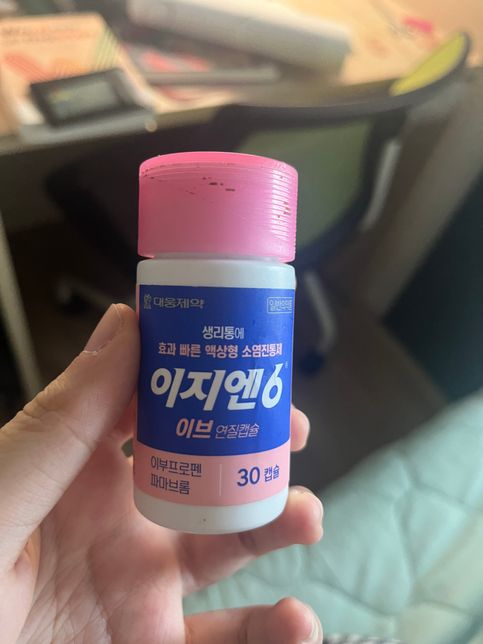 대웅제약
일반의약품
생리통에
효과 빠른 액상형 소염진통제
이지엔6
이브 연질캡슐
이부프로펜
파마브롬
30 캡슐